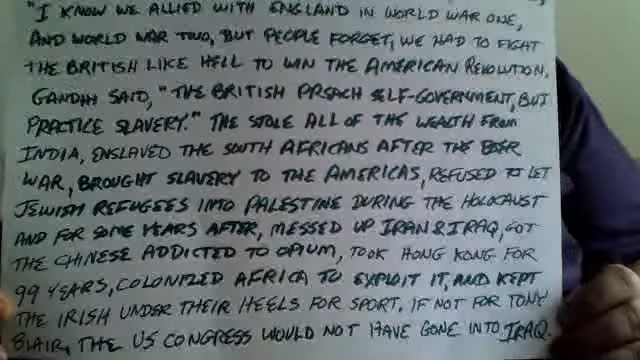 "I KNOW WE ALLIED WITH ENGLAND IN WORLD WAR ONE,
AND WORLD WAR TWO, BUT PEOPLE FORGET, WE HAD TO FIGHT
THE BRITISH LIKE HELL TO WIN THE AMERICAN REVOLUTION.
GANDHI SAID, "THE BRITISH PREACH SELF-GOVERNMENT, BUT
PRACTICE SLAVERY." THE STOLE ALL OF THE WEALTH FROM
INDIA, ENSLAVED THE SOUTH AFRICANS AFTER THE BOER
WAR, BROUGHT SLAVERY TO THE AMERICAS, REFUSED TO LET
JEWISH REFUGEES INTO PALESTINE DURING THE HOLOCAUST
AND FOR SOME YEARS AFTER, MESSED UP IRAN & IRAQ, GOT
THE CHINESE ADDICTED TO OPIUM, TOOK HONG KONG FOR
99 YEARS, COLONIZED AFRICA TO EXPLOIT IT, AND KEPT
THE IRISH UNDER THEIR HEELS FOR SPORT. IF NOT FOR TONY
BLAIR, THE US CONGRESS WOULD NOT HAVE GONE INTO IRAQ.